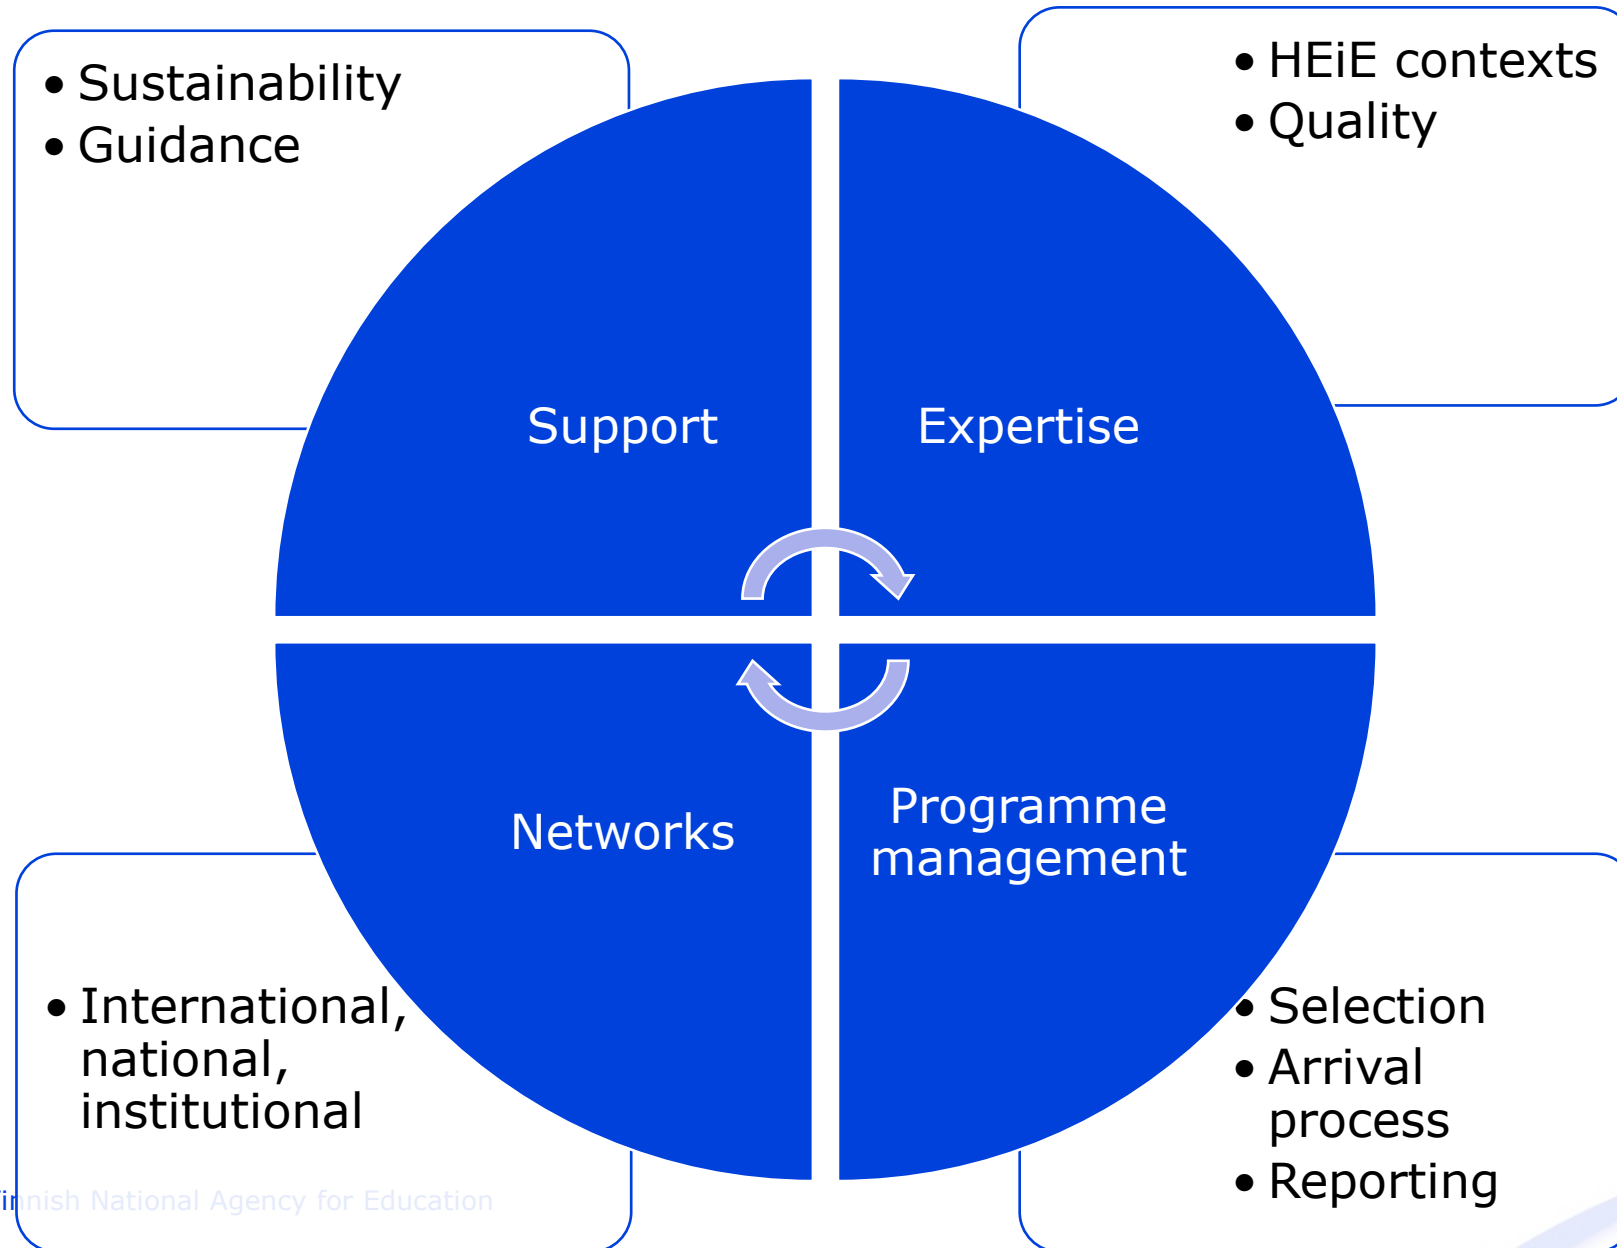 • Sustainability
• Guidance
• HEiE contexts
• Quality
Support
Expertise
Networks
Programme
management
• International,
national,
institutional
• Selection
• Arrival
process
• Reporting
innish National Agency for Education